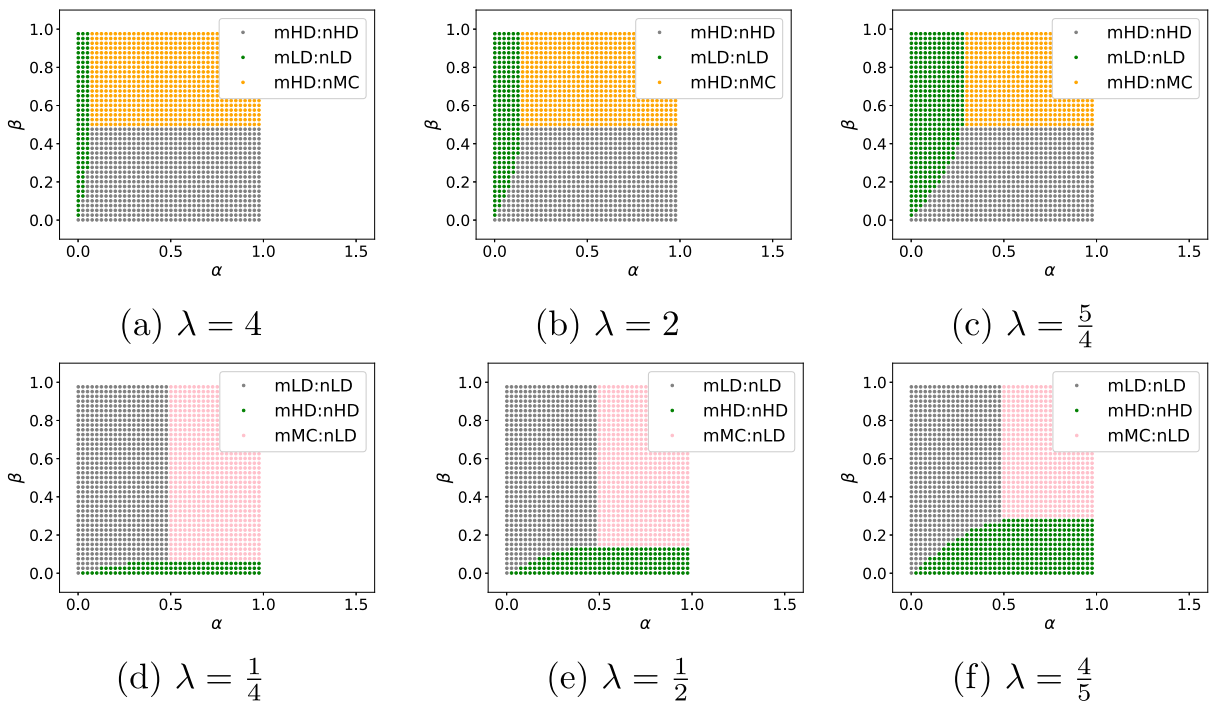 1.0
0.8
0.6
0.4
0.2
0.0
β
0.0 0.5 1.0 1.5
α
mHD:nHD
mLD:nLD
mHD:nMC
(a) λ = 4
1.0
0.8
0.6
0.4
0.2
0.0
β
0.0 0.5 1.0 1.5
α
mHD:nHD
mLD:nLD
mHD:nMC
(b) λ = 2
1.0
0.8
0.6
0.4
0.2
0.0
β
0.0 0.5 1.0 1.5
α
mHD:nHD
mLD:nLD
mHD:nMC
(c) λ = 5/4
1.0
0.8
0.6
0.4
0.2
0.0
β
0.0 0.5 1.0 1.5
α
mLD:nLD
mHD:nHD
mMC:nLD
(d) λ = 1/4
1.0
0.8
0.6
0.4
0.2
0.0
β
0.0 0.5 1.0 1.5
α
mLD:nLD
mHD:nHD
mMC:nLD
(e) λ = 1/2
1.0
0.8
0.6
0.4
0.2
0.0
β
0.0 0.5 1.0 1.5
α
mLD:nLD
mHD:nHD
mMC:nLD
(f) λ = 4/5